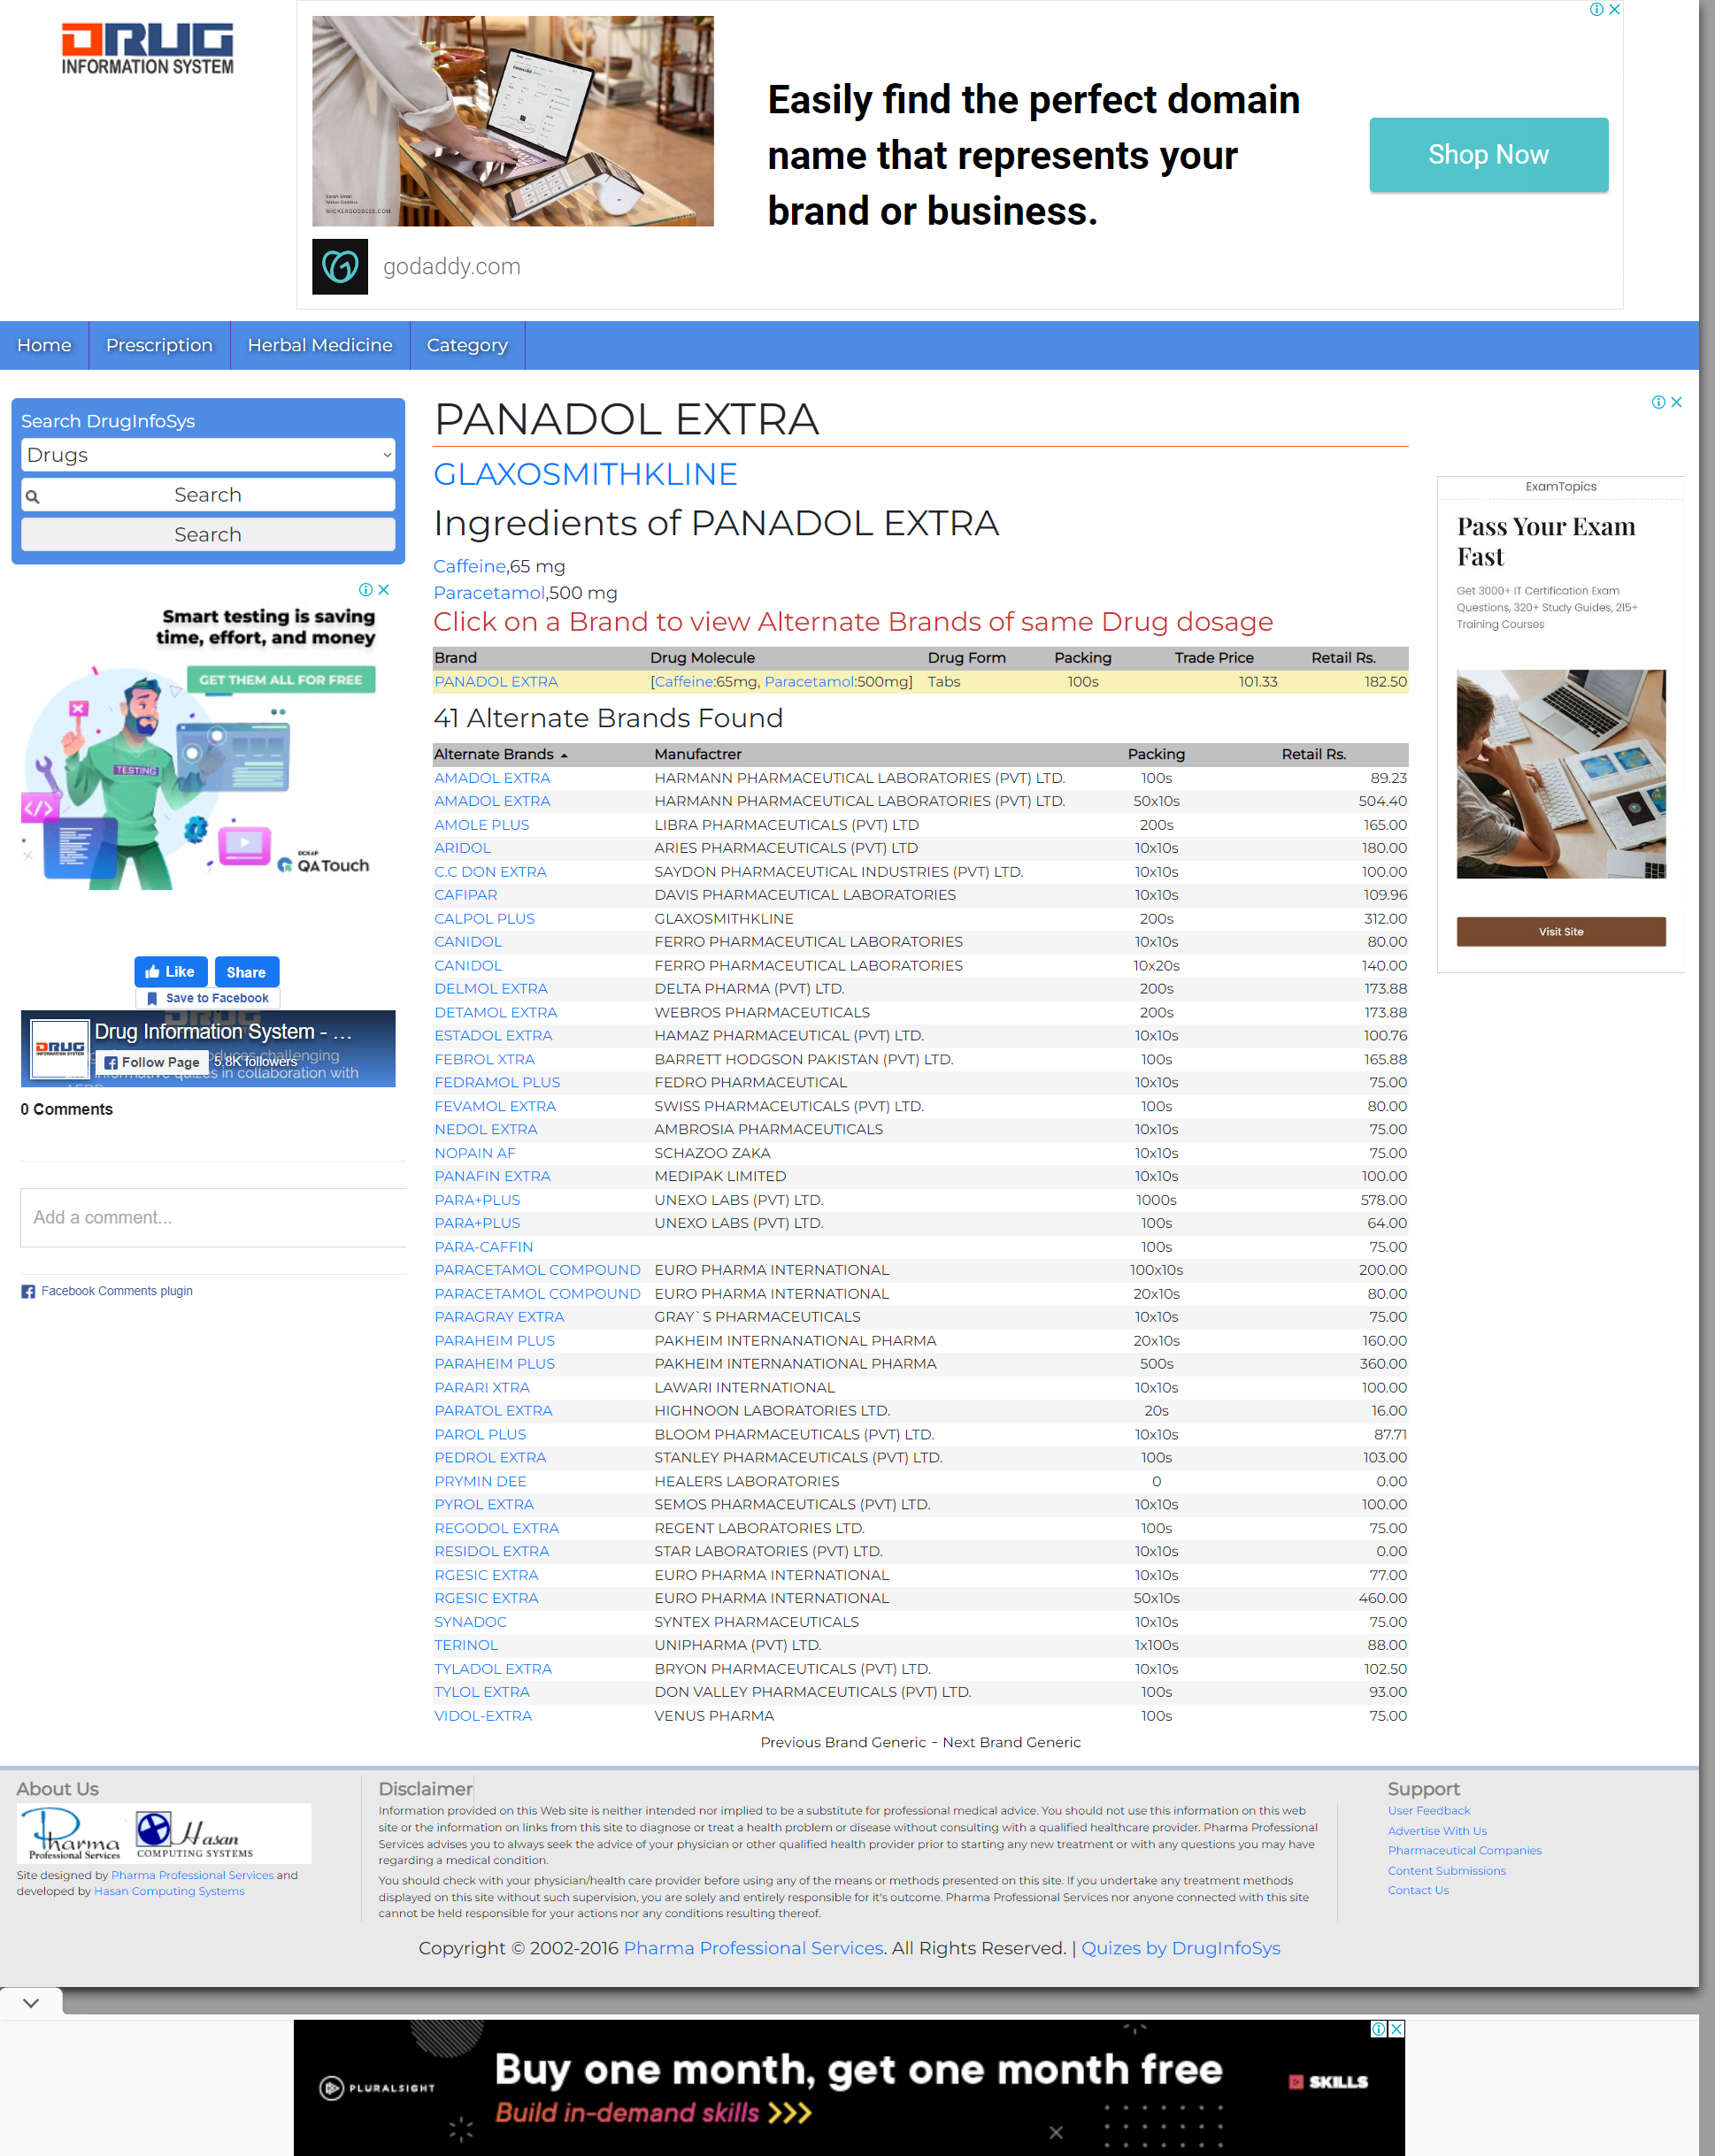 DRUG
INFORMATION SYSTEM
Easily find the perfect domain
name that represents your
brand or business.
Shop Now
WICKERGODDESS.COM
godaddy.com
Home
Prescription
Herbal Medicine
Category
Search DrugInfoSys
Drugs
Search
Search
Smart testing is saving
time, effort, and money
GET THEM ALL FOR FREE
TESTING
DCKAP
QA Touch
Like
Share
Save to Facebook
Drug Information System - ...
DRUG
INFORMATION SYSTEM
Follow Page
5.8K followers
0 Comments
Add a comment...
Facebook Comments plugin
PANADOL EXTRA
GLAXOSMITHKLINE
Ingredients of PANADOL EXTRA
Caffeine,65 mg
Paracetamol,500 mg
Click on a Brand to view Alternate Brands of same Drug dosage
Brand Drug Molecule Drug Form Packing Trade Price Retail Rs.
PANADOL EXTRA [Caffeine:65mg, Paracetamol:500mg] Tabs 100s 101.33 182.50
41 Alternate Brands Found
Alternate Brands Manufactrer Packing Retail Rs.
AMADOL EXTRA HARMANN PHARMACEUTICAL LABORATORIES (PVT) LTD. 100s 89.23
AMADOL EXTRA HARMANN PHARMACEUTICAL LABORATORIES (PVT) LTD. 50x10s 504.40
AMOLE PLUS LIBRA PHARMACEUTICALS (PVT) LTD 200s 165.00
ARIDOL ARIES PHARMACEUTICALS (PVT) LTD 10x10s 180.00
C.C DON EXTRA SAYDON PHARMACEUTICAL INDUSTRIES (PVT) LTD. 10x10s 100.00
CAFIPAR DAVIS PHARMACEUTICAL LABORATORIES 10x10s 109.96
CALPOL PLUS GLAXOSMITHKLINE 200s 312.00
CANIDOL FERRO PHARMACEUTICAL LABORATORIES 10x10s 80.00
CANIDOL FERRO PHARMACEUTICAL LABORATORIES 10x20s 140.00
DELMOL EXTRA DELTA PHARMA (PVT) LTD. 200s 173.88
DETAMOL EXTRA WEBROS PHARMACEUTICALS 200s 173.88
ESTADOL EXTRA HAMAZ PHARMACEUTICAL (PVT) LTD. 10x10s 100.76
FEBROL XTRA BARRETT HODGSON PAKISTAN (PVT) LTD. 100s 165.88
FEDRAMOL PLUS FEDRO PHARMACEUTICAL 10x10s 75.00
FEVAMOL EXTRA SWISS PHARMACEUTICALS (PVT) LTD. 100s 80.00
NEDOL EXTRA AMBROSIA PHARMACEUTICALS 10x10s 75.00
NOPAIN AF SCHAZOO ZAKA 10x10s 75.00
PANAFIN EXTRA MEDIPAK LIMITED 10x10s 100.00
PARA+PLUS UNEXO LABS (PVT) LTD. 1000s 578.00
PARA+PLUS UNEXO LABS (PVT) LTD. 100s 64.00
PARA-CAFFIN 100s 75.00
PARACETAMOL COMPOUND EURO PHARMA INTERNATIONAL 100x10s 200.00
PARACETAMOL COMPOUND EURO PHARMA INTERNATIONAL 20x10s 80.00
PARAGRAY EXTRA GRAY`S PHARMACEUTICALS 10x10s 75.00
PARAHEIM PLUS PAKHEIM INTERNANATIONAL PHARMA 20x10s 160.00
PARAHEIM PLUS PAKHEIM INTERNANATIONAL PHARMA 500s 360.00
PARARI XTRA LAWARI INTERNATIONAL 10x10s 100.00
PARATOL EXTRA HIGHNOON LABORATORIES LTD. 20s 16.00
PAROL PLUS BLOOM PHARMACEUTICALS (PVT) LTD. 10x10s 87.71
PEDROL EXTRA STANLEY PHARMACEUTICALS (PVT) LTD. 100s 103.00
PRYMIN DEE HEALERS LABORATORIES 0 0.00
PYROL EXTRA SEMOS PHARMACEUTICALS (PVT) LTD. 10x10s 100.00
REGODOL EXTRA REGENT LABORATORIES LTD. 100s 75.00
RESIDOL EXTRA STAR LABORATORIES (PVT) LTD. 10x10s 0.00
RGESIC EXTRA EURO PHARMA INTERNATIONAL 10x10s 77.00
RGESIC EXTRA EURO PHARMA INTERNATIONAL 50x10s 460.00
SYNADOC SYNTEX PHARMACEUTICALS 10x10s 75.00
TERINOL UNIPHARMA (PVT) LTD. 1x100s 88.00
TYLADOL EXTRA BRYON PHARMACEUTICALS (PVT) LTD. 10x10s 102.50
TYLOL EXTRA DON VALLEY PHARMACEUTICALS (PVT) LTD. 100s 93.00
VIDOL-EXTRA VENUS PHARMA 100s 75.00
Previous Brand Generic - Next Brand Generic
ExamTopics
Pass Your Exam
Fast
Get 3000+ IT Certification Exam
Questions, 320+ Study Guides, 215+
Training Courses
Visit Site
About Us
Pharma
Professional Services
Hasan
COMPUTING SYSTEMS
Site designed by Pharma Professional Services and
developed by Hasan Computing Systems
Disclaimer
Information provided on this Web site is neither intended nor implied to be a substitute for professional medical advice. You should not use this information on this web
site or the information on links from this site to diagnose or treat a health problem or disease without consulting with a qualified healthcare provider. Pharma Professional
Services advises you to always seek the advice of your physician or other qualified health provider prior to starting any new treatment or with any questions you may have
regarding a medical condition.
You should check with your physician/health care provider before using any of the means or methods presented on this site. If you undertake any treatment methods
displayed on this site without such supervision, you are solely and entirely responsible for it's outcome. Pharma Professional Services nor anyone connected with this site
cannot be held responsible for your actions nor any conditions resulting thereof.
Support
User Feedback
Advertise With Us
Pharmaceutical Companies
Content Submissions
Contact Us
Copyright © 2002-2016 Pharma Professional Services. All Rights Reserved. | Quizes by DrugInfoSys
PLURALSIGHT
Buy one month, get one month free
Build in-demand skills >>>
SKILLS